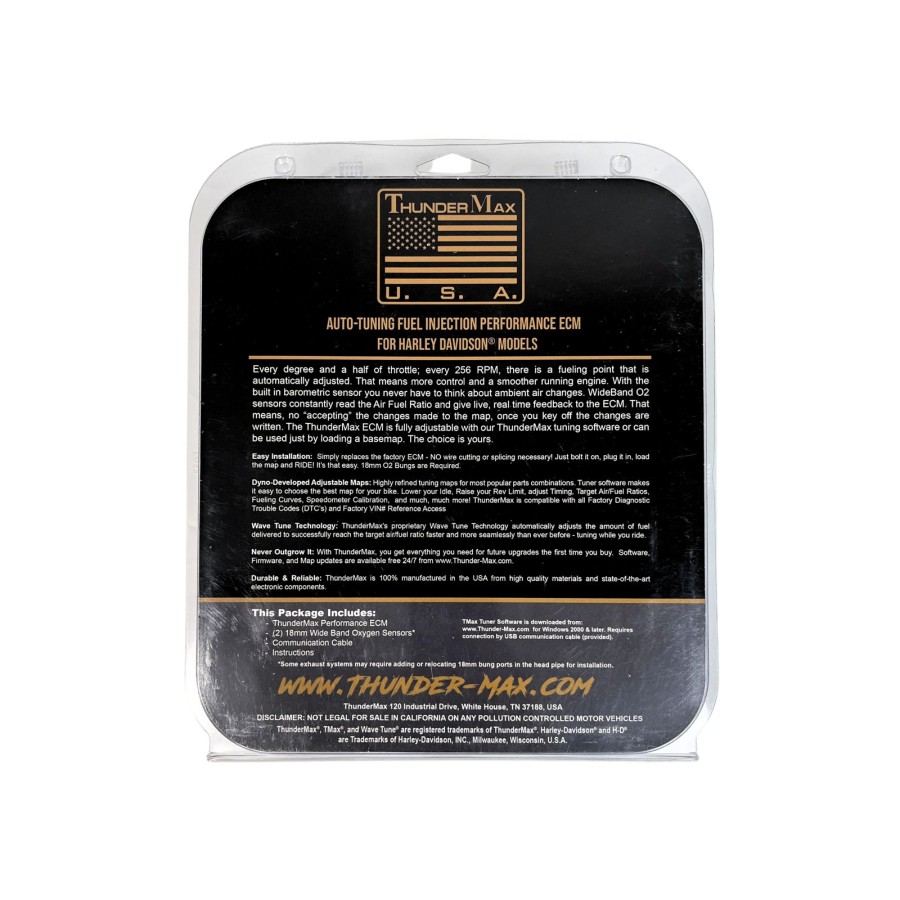 THUNDERMAX
U. S. A.
AUTO-TUNING FUEL INJECTION PERFORMANCE ECM
FOR HARLEY DAVIDSON® MODELS
Every degree and a half of throttle; every 256 RPM, there is a fueling point that is
automatically adjusted. That means more control and a smoother running engine. With the
built in barometric sensor you never have to think about ambient air changes. WideBand O2
sensors constantly read the Air Fuel Ratio and give live, real time feedback to the ECM. That
means, no “accepting” the changes made to the map, once you key off the changes are
written. The ThunderMax ECM is fully adjustable with our ThunderMax tuning software or can
be used just by loading a basemap. The choice is yours.
Easy Installation: Simply replaces the factory ECM - NO wire cutting or splicing necessary! Just bolt it on, plug it in, load
the map and RIDE! It's that easy. 18mm O2 Bungs are Required.
Dyno-Developed Adjustable Maps: Highly refined tuning maps for most popular parts combinations. Tuner software makes
it easy to choose the best map for your bike. Lower your Idle, Raise your Rev Limit, adjust Timing, Target Air/Fuel Ratios,
Fueling Curves, Speedometer Calibration, and much, much more! ThunderMax is compatible with all Factory Diagnostic
Trouble Codes (DTC's) and Factory VIN# Reference Access
Wave Tune Technology: ThunderMax's proprietary Wave Tune Technology automatically adjusts the amount of fuel
delivered to successfully reach the target air/fuel ratio faster and more seamlessly than ever before - tuning while you ride.
Never Outgrow It: With ThunderMax, you get everything you need for future upgrades the first time you buy. Software,
Firmware, and Map updates are available free 24/7 from www.Thunder-Max.com.
Durable & Reliable: ThunderMax is 100% manufactured in the USA from high quality materials and state-of-the-art
electronic components.
This Package Includes:
- ThunderMax Performance ECM
- (2) 18mm Wide Band Oxygen Sensors*
- Communication Cable
- Instructions
TMax Tuner Software is downloaded from:
www.Thunder-Max.com for Windows 2000 & later. Requires
connection by USB communication cable (provided).
*Some exhaust systems may require adding or relocating 18mm bung ports in the head pipe for installation.
WWW.THUNDER-MAX.COM
ThunderMax 120 Industrial Drive, White House, TN 37188, USA
DISCLAIMER: NOT LEGAL FOR SALE IN CALIFORNIA ON ANY POLLUTION CONTROLLED MOTOR VEHICLES
ThunderMax®, TMax®, and Wave Tune® are registered trademarks of ThunderMax®. Harley-Davidson® and H-D®
are Trademarks of Harley-Davidson, INC., Milwaukee, Wisconsin, U.S.A.